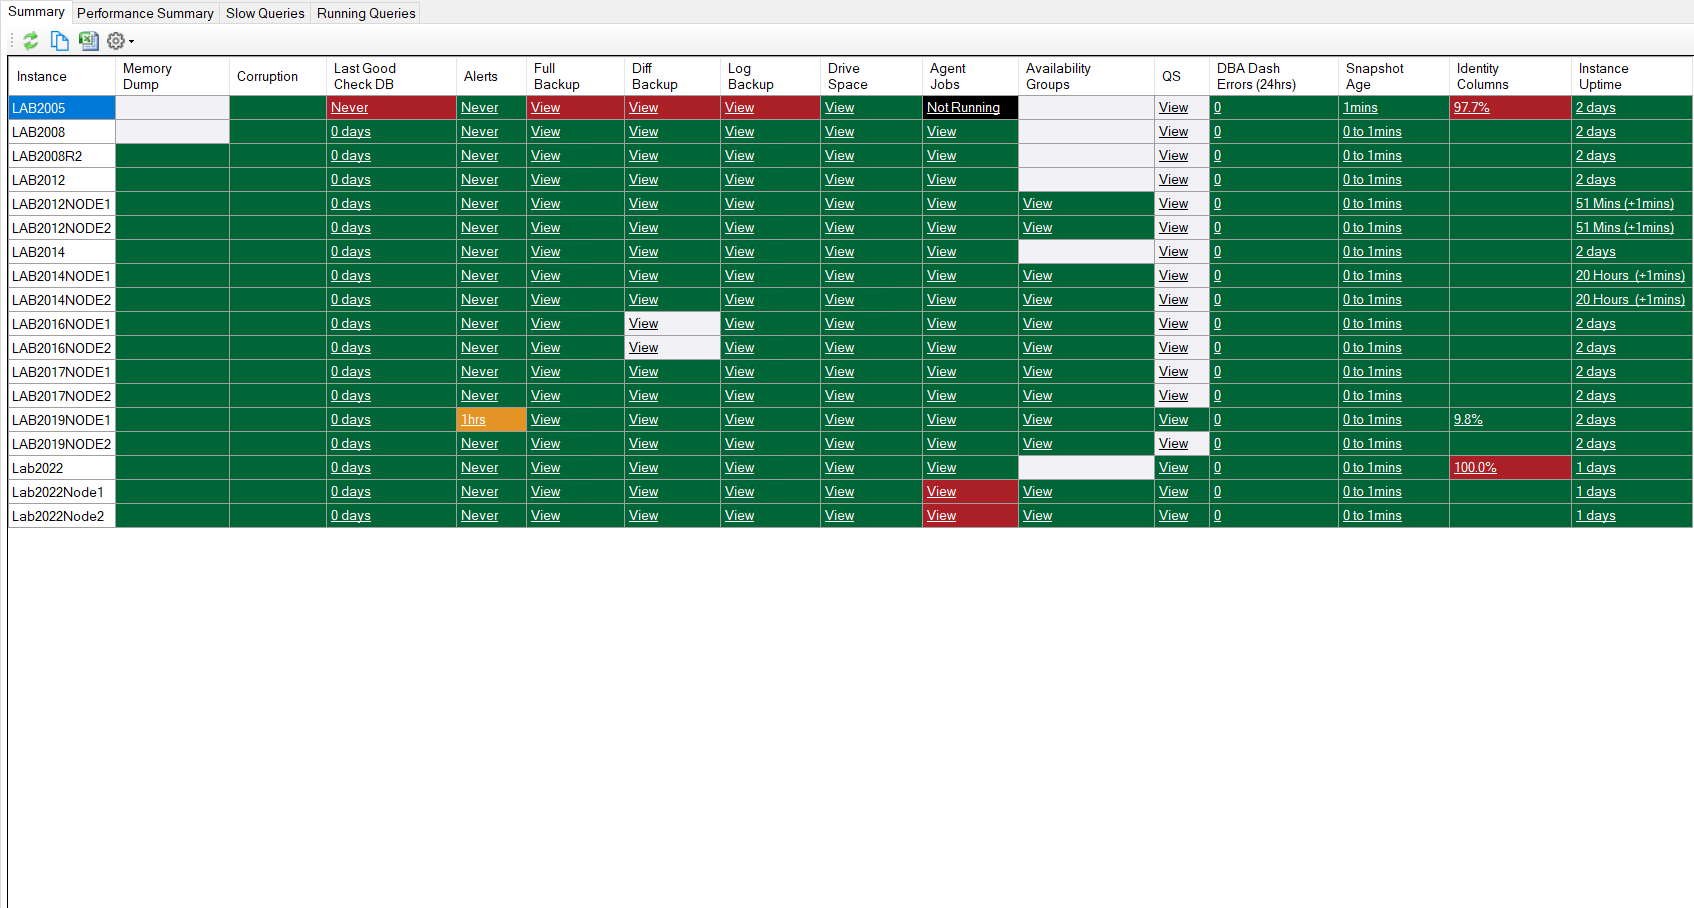 Summary Performance Summary Slow Queries Running Queries
Instance Memory Dump Corruption Last Good Check DB Alerts Full Backup Diff Backup Log Backup Drive Space Agent Jobs Availability Groups QS DBA Dash Errors (24hrs) Snapshot Age Identity Columns Instance Uptime
LAB2005 Never Never View View View View Not Running View 0 1mins 97.7% 2 days
LAB2008 0 days Never View View View View View View 0 0 to 1mins 2 days
LAB2008R2 0 days Never View View View View View View 0 0 to 1mins 2 days
LAB2012 0 days Never View View View View View View 0 0 to 1mins 2 days
LAB2012NODE1 0 days Never View View View View View View View 0 0 to 1mins 51 Mins (+1mins)
LAB2012NODE2 0 days Never View View View View View View View 0 0 to 1mins 51 Mins (+1mins)
LAB2014 0 days Never View View View View View View 0 0 to 1mins 2 days
LAB2014NODE1 0 days Never View View View View View View View 0 0 to 1mins 20 Hours (+1mins)
LAB2014NODE2 0 days Never View View View View View View View 0 0 to 1mins 20 Hours (+1mins)
LAB2016NODE1 0 days Never View View View View View View View 0 0 to 1mins 2 days
LAB2016NODE2 0 days Never View View View View View View View 0 0 to 1mins 2 days
LAB2017NODE1 0 days Never View View View View View View View 0 0 to 1mins 2 days
LAB2017NODE2 0 days Never View View View View View View View 0 0 to 1mins 2 days
LAB2019NODE1 0 days 1hrs View View View View View View View 0 0 to 1mins 9.8% 2 days
LAB2019NODE2 0 days Never View View View View View View View 0 0 to 1mins 2 days
Lab2022 0 days Never View View View View View View 0 0 to 1mins 100.0% 1 days
Lab2022Node1 0 days Never View View View View View View View 0 0 to 1mins 1 days
Lab2022Node2 0 days Never View View View View View View View 0 0 to 1mins 1 days